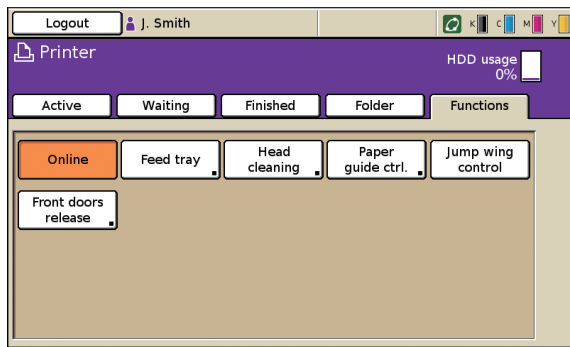 Logout
J. Smith
K
C
M
Y
Printer
HDD usage
0%
Active
Waiting
Finished
Folder
Functions
Online
Feed tray
Head
cleaning
Paper
guide ctrl.
Jump wing
control
Front doors
release